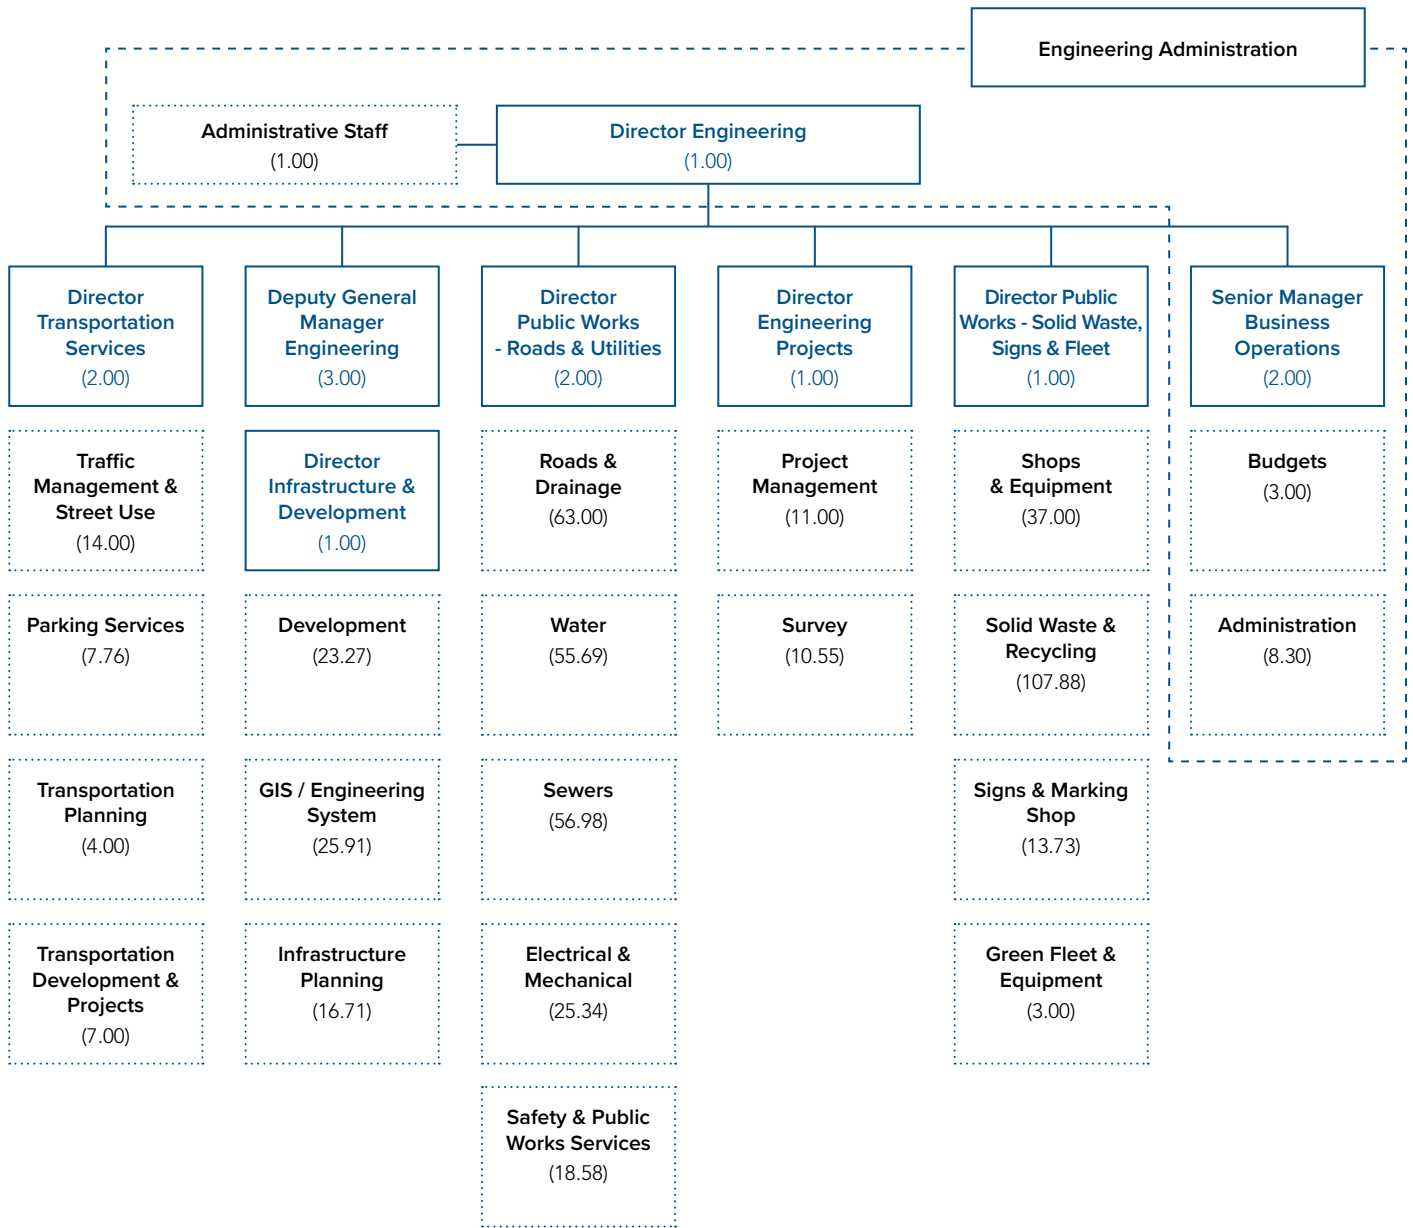 Engineering Administration
Administrative Staff
(1.00)
Director Engineering
(1.00)
Director
Transportation
Services
(2.00)
Deputy General
Manager
Engineering
(3.00)
Director
Public Works
- Roads & Utilities
(2.00)
Director
Engineering
Projects
(1.00)
Director Public
Works - Solid Waste,
Signs & Fleet
(1.00)
Senior Manager
Business
Operations
(2.00)
Traffic
Management &
Street Use
(14.00)
Director
Infrastructure &
Development
(1.00)
Roads &
Drainage
(63.00)
Project
Management
(11.00)
Shops
& Equipment
(37.00)
Budgets
(3.00)
Parking Services
(7.76)
Development
(23.27)
Water
(55.69)
Survey
(10.55)
Solid Waste &
Recycling
(107.88)
Administration
(8.30)
Transportation
Planning
(4.00)
GIS / Engineering
System
(25.91)
Sewers
(56.98)
Signs & Marking
Shop
(13.73)
Transportation
Development &
Projects
(7.00)
Infrastructure
Planning
(16.71)
Electrical &
Mechanical
(25.34)
Green Fleet &
Equipment
(3.00)
Safety & Public
Works Services
(18.58)